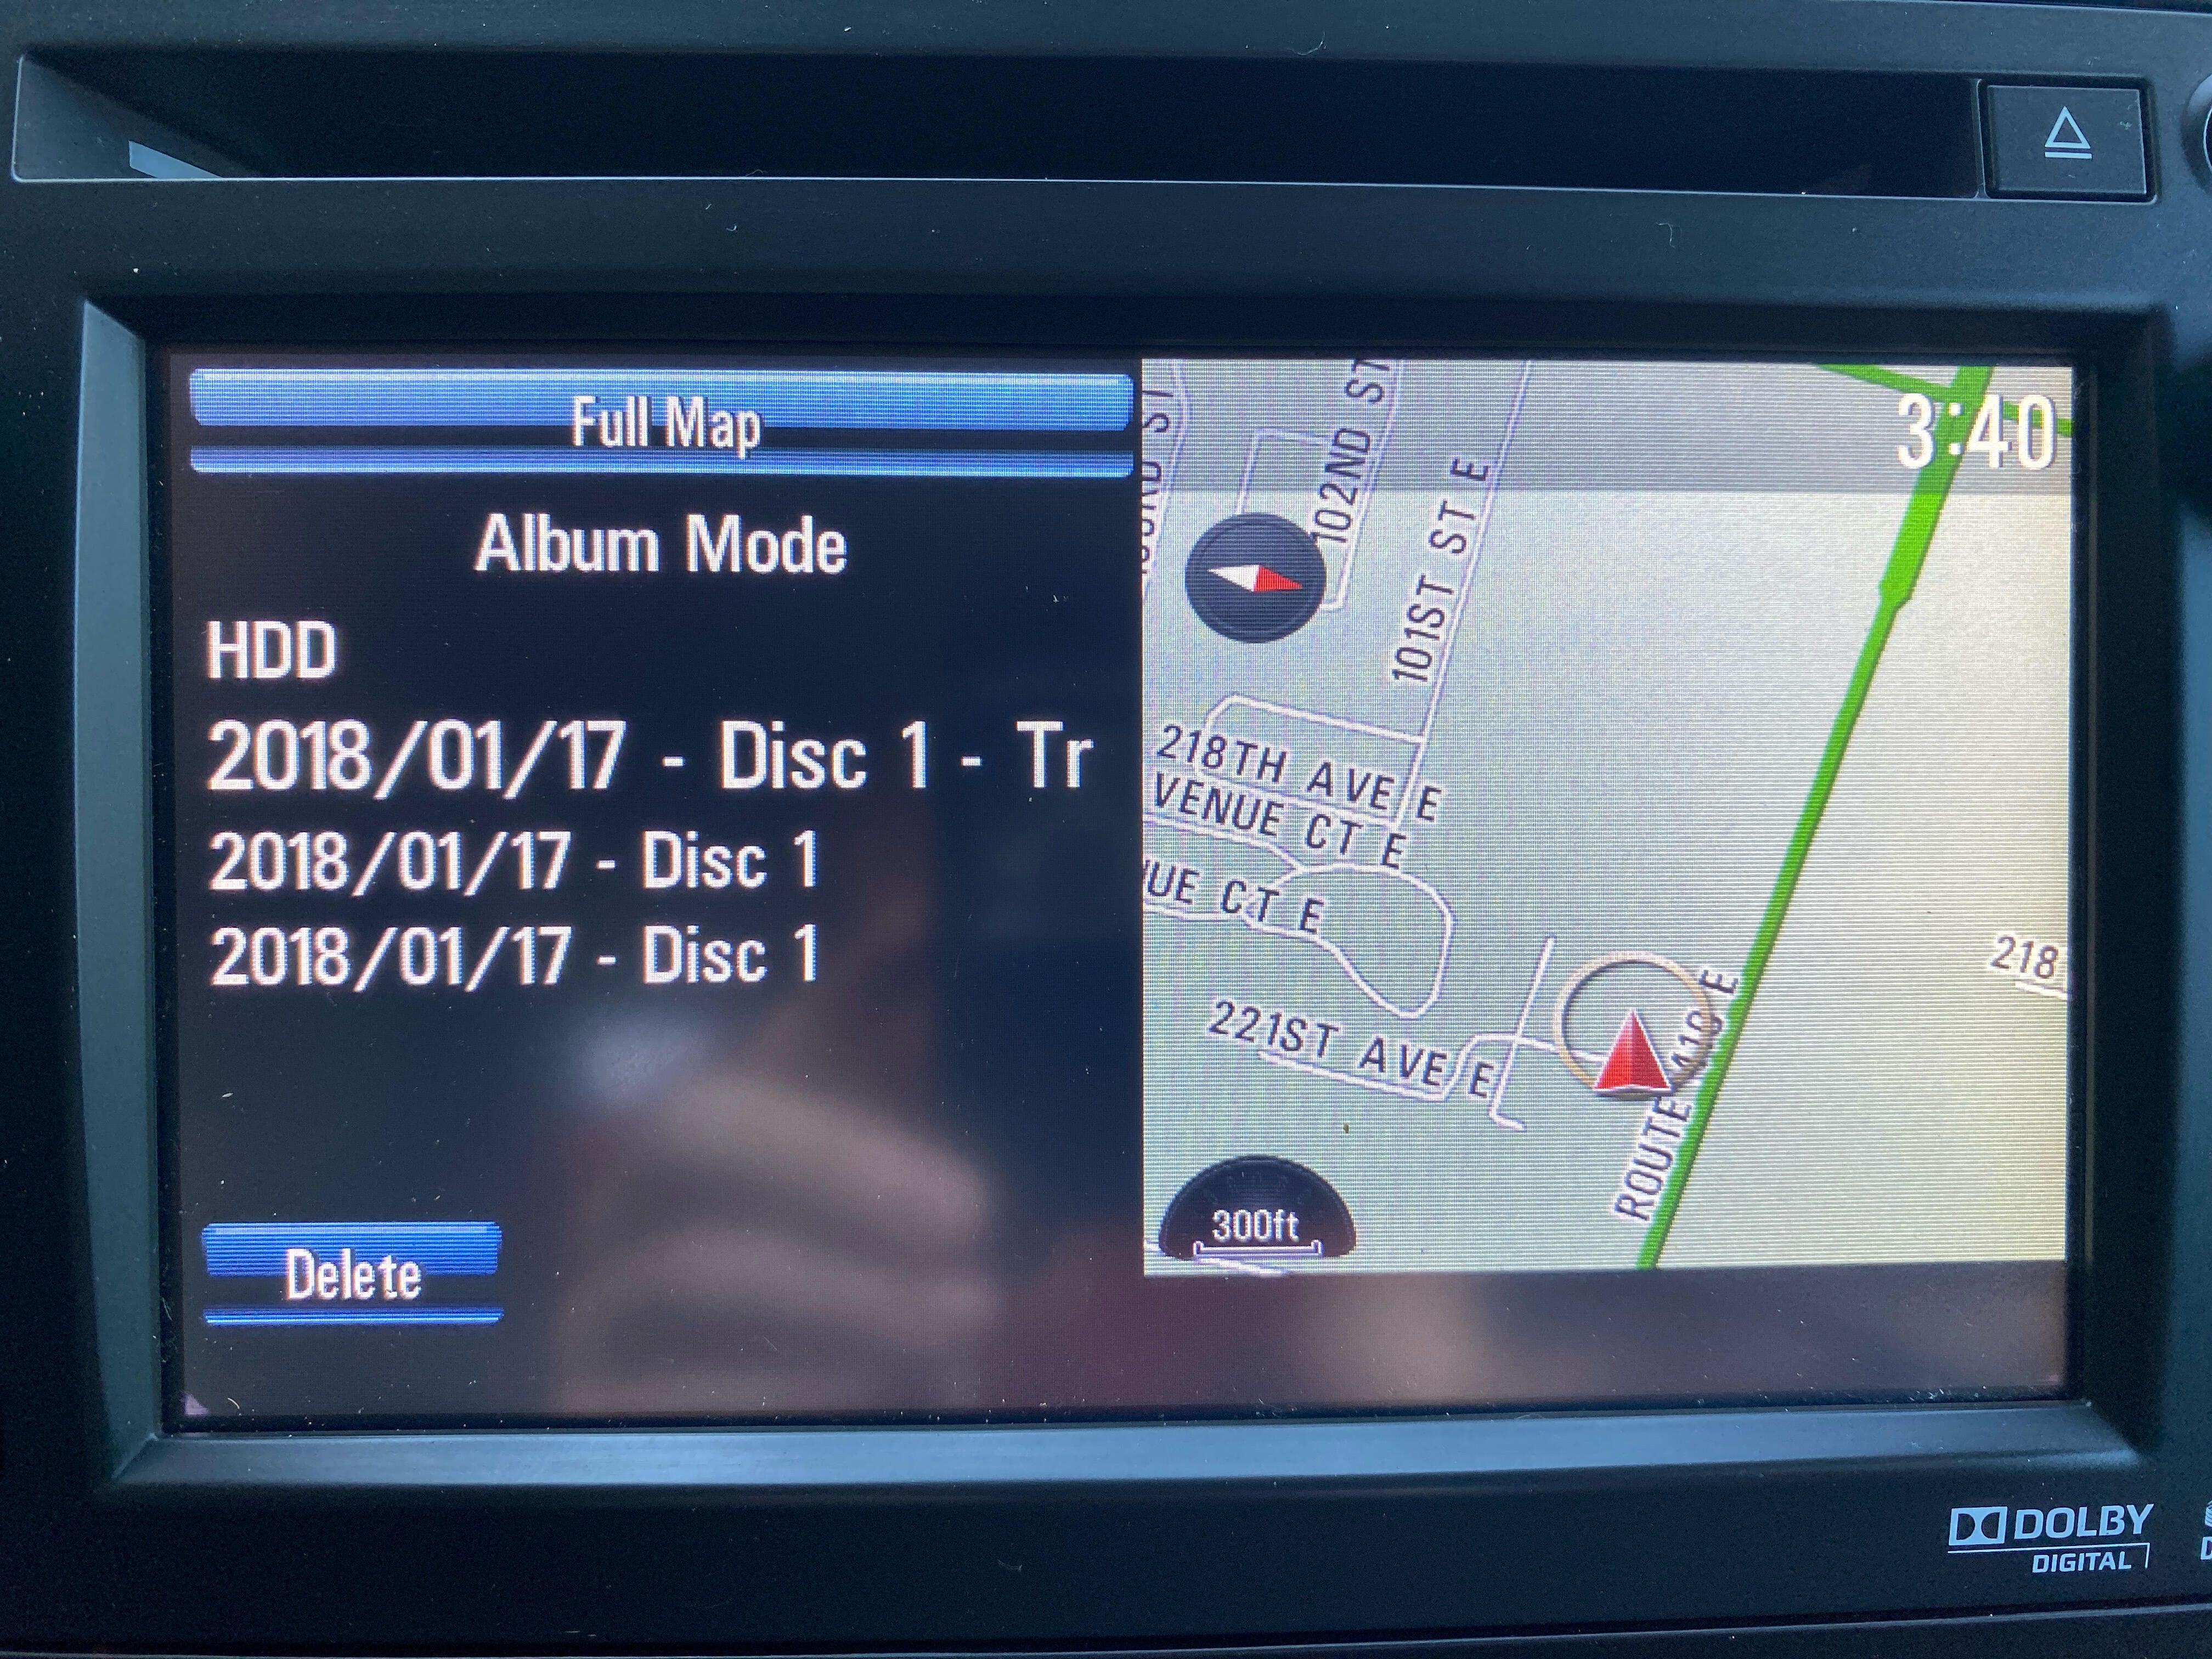 Full Map
Album Mode
HDD
2018/01/17 - Disc 1 - Tr
2018/01/17 - Disc 1
2018/01/17 - Disc 1
Delete
3:40
102ND ST
101ST ST E
218TH AVE E
VENUE CT E
UE CT E
221ST AVE E
ROUTE 410 E
218
300ft
DOLBY
DIGITAL